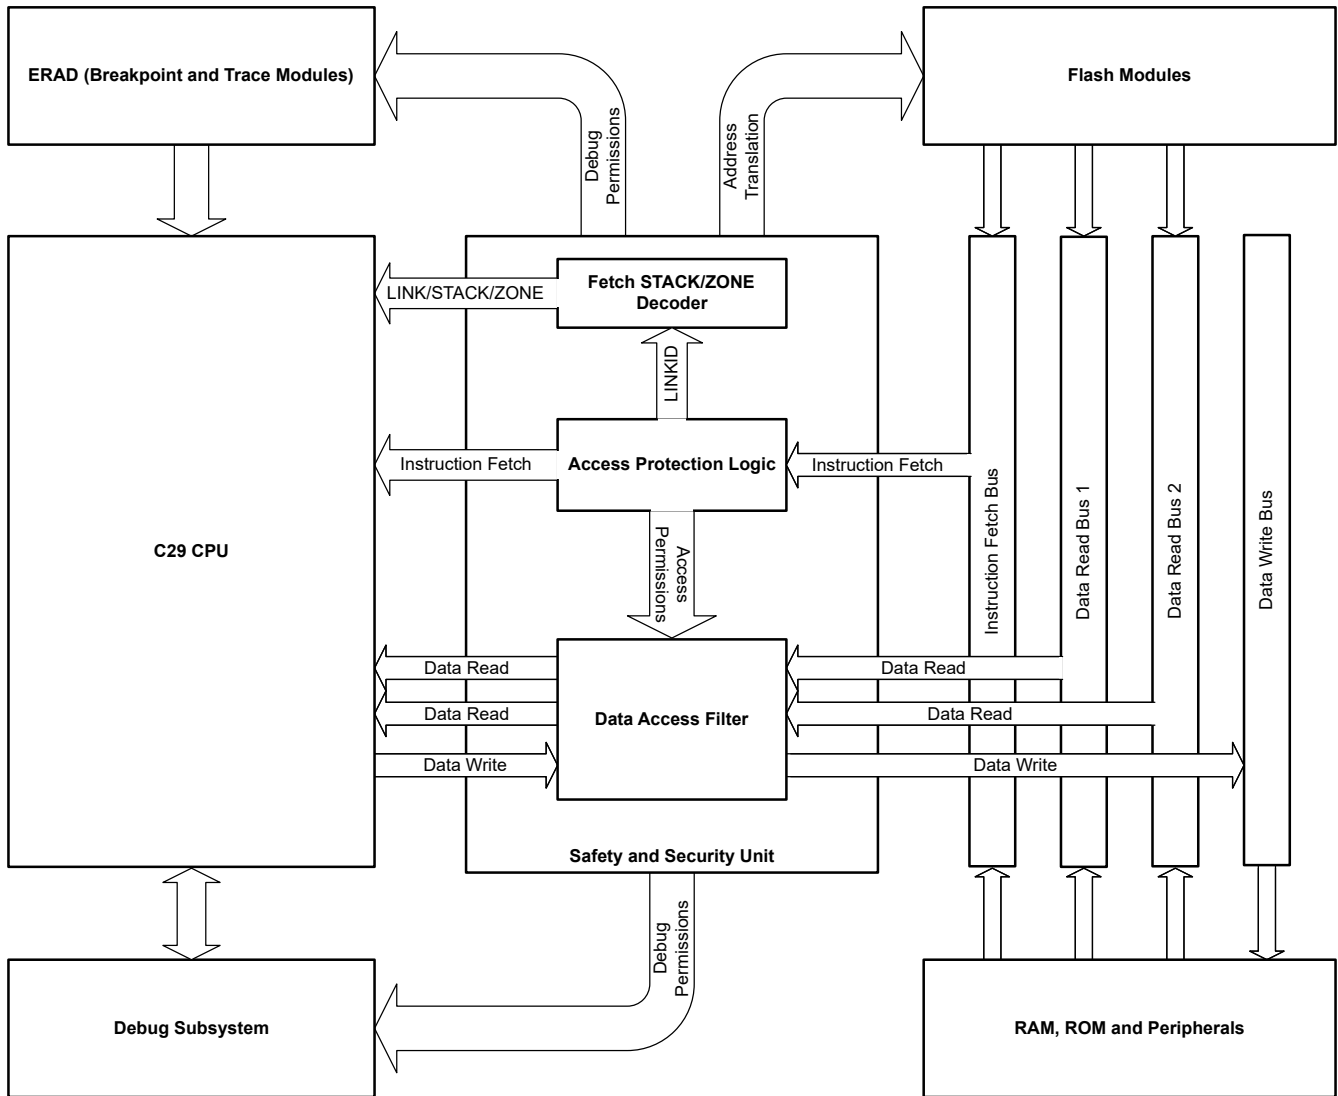 ERAD (Breakpoint and Trace Modules)
Debug
Permissions
Address
Translation
Flash Modules
LINK/STACK/ZONE
Fetch STACK/ZONE
Decoder
LINKID
Instruction Fetch
Access Protection Logic
Instruction Fetch
C29 CPU
Access
Permissions
Instruction Fetch Bus
Data Read Bus 1
Data Read Bus 2
Data Write Bus
Data Read
Data Read
Data Read
Data Access Filter
Data Read
Data Write
Data Write
Safety and Security Unit
Debug
Permissions
Debug Subsystem
RAM, ROM and Peripherals